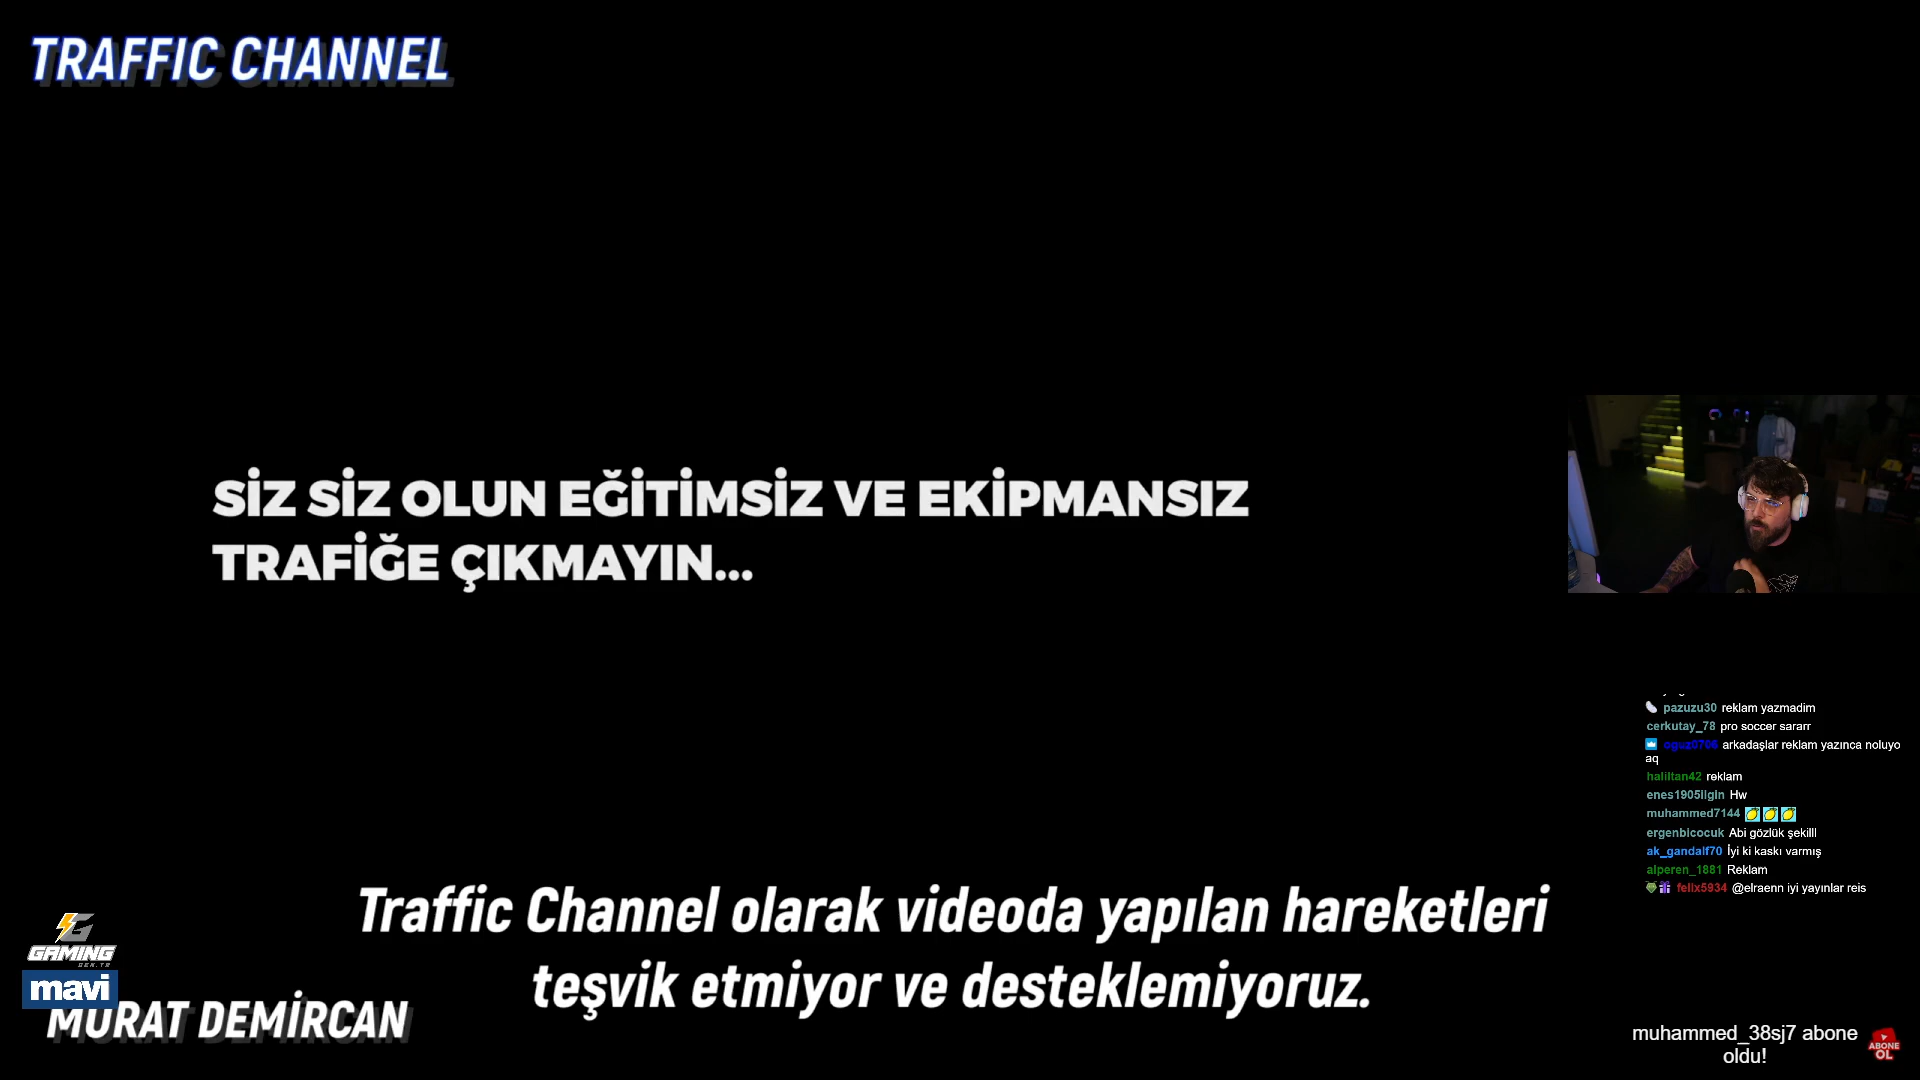 TRAFFIC CHANNEL
SİZ SİZ OLUN EĞİTİMSİZ VE EKİPMANSIZ
TRAFİĞE ÇIKMAYIN...
pazuzu30 reklam yazmadim
cerkutay_78 pro soccer sararr
oguz0706 arkadaşlar reklam yazınca noluyo
aq
haliltan42 reklam
enes1905ilgin Hw
muhammed7144
ergenbicocuk Abi gözlük şekilll
ak_gandalf70 İyi ki kaskı varmış
alperen_1881 Reklam
felix5934 @elraenn iyi yayınlar reis
Traffic Channel olarak videoda yapılan hareketleri
teşvik etmiyor ve desteklemiyoruz.
GAMING
GEN.TR
mavi
MURAT DEMİRCAN
muhammed_38sj7 abone
oldu!
ABONE
OL